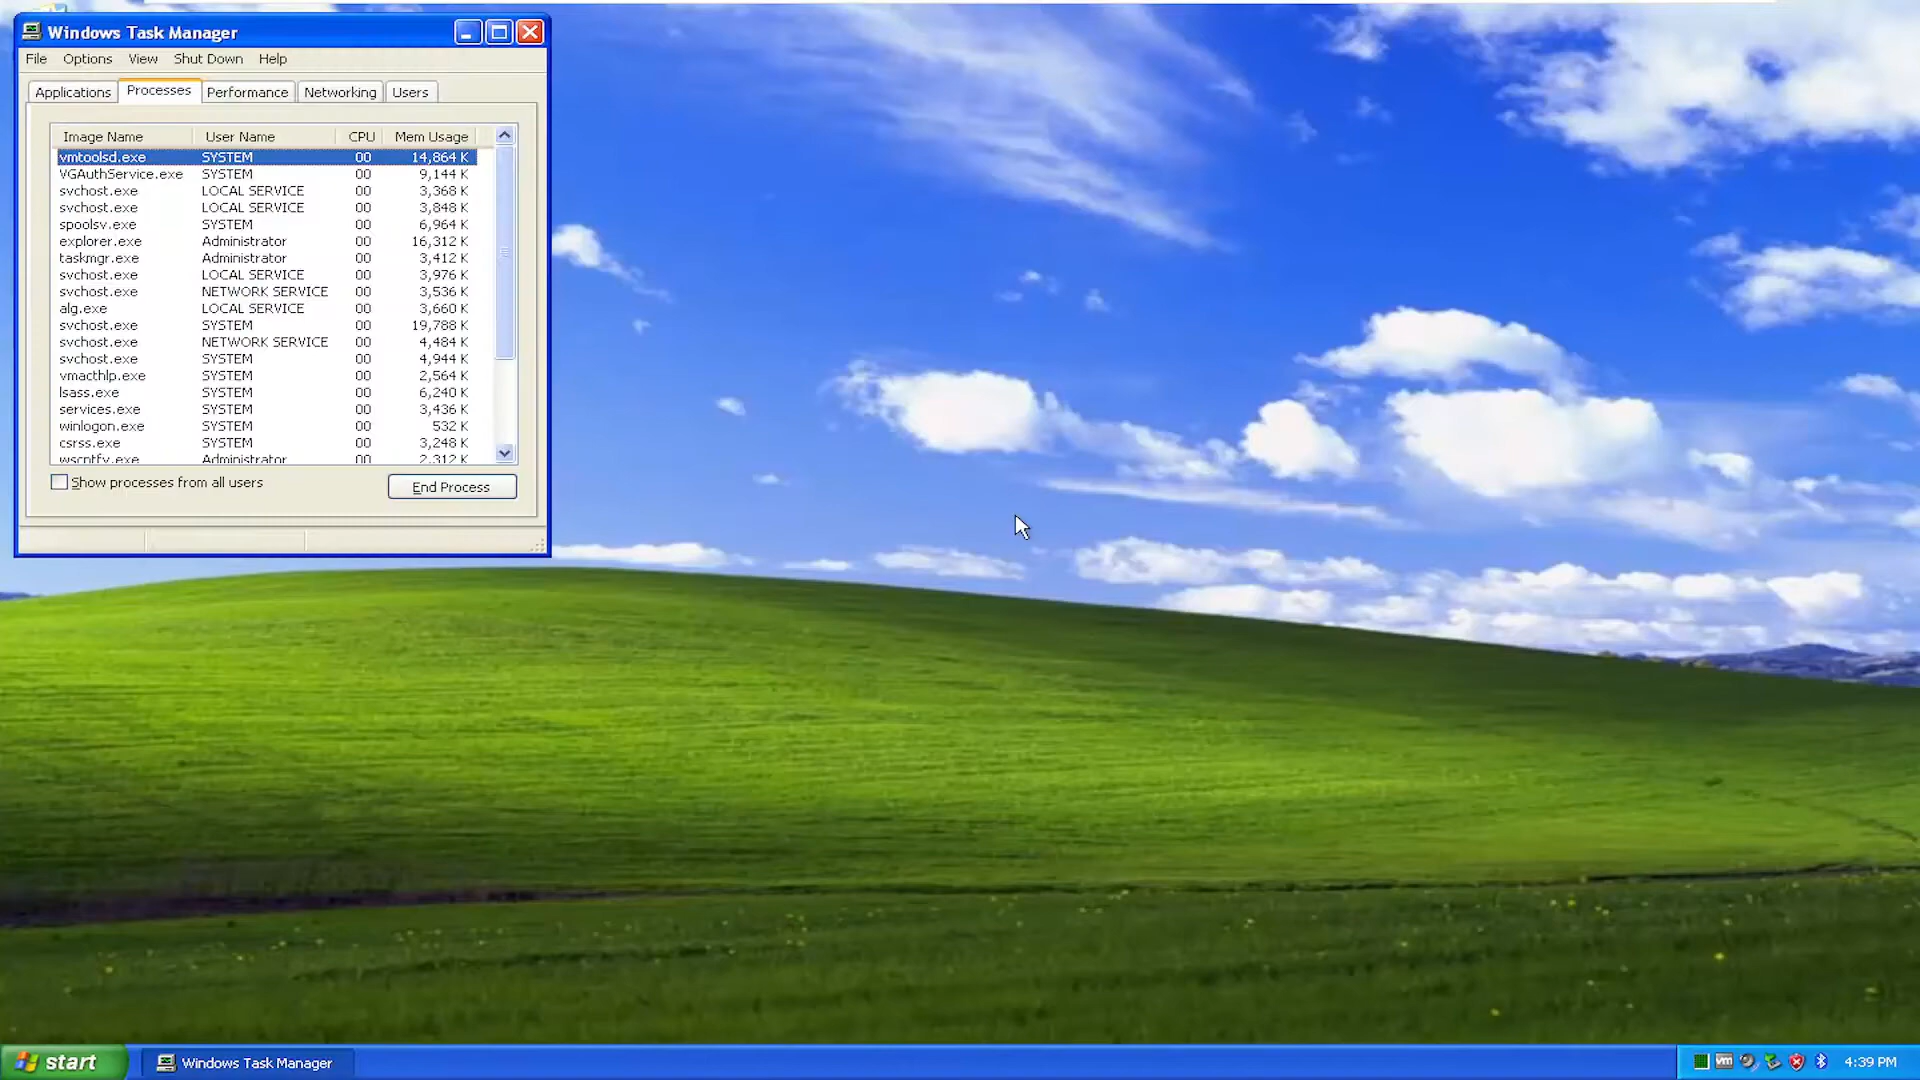 Windows Task Manager
File Options View Shut Down Help
Applications Processes Performance Networking Users
Image Name User Name CPU Mem Usage
vmtoolsd.exe SYSTEM 00 14,864 K
VGAuthService.exe SYSTEM 00 9,144 K
svchost.exe LOCAL SERVICE 00 3,368 K
svchost.exe LOCAL SERVICE 00 3,848 K
spoolsv.exe SYSTEM 00 6,964 K
explorer.exe Administrator 00 16,312 K
taskmgr.exe Administrator 00 3,412 K
svchost.exe LOCAL SERVICE 00 3,976 K
svchost.exe NETWORK SERVICE 00 3,536 K
alg.exe LOCAL SERVICE 00 3,660 K
svchost.exe SYSTEM 00 19,788 K
svchost.exe NETWORK SERVICE 00 4,484 K
svchost.exe SYSTEM 00 4,944 K
vmacthlp.exe SYSTEM 00 2,564 K
lsass.exe SYSTEM 00 6,240 K
services.exe SYSTEM 00 3,436 K
winlogon.exe SYSTEM 00 532 K
csrss.exe SYSTEM 00 3,248 K
wscntfy.exe Administrator 00 2,312 K
Show processes from all users End Process
start Windows Task Manager vm 4:39 PM